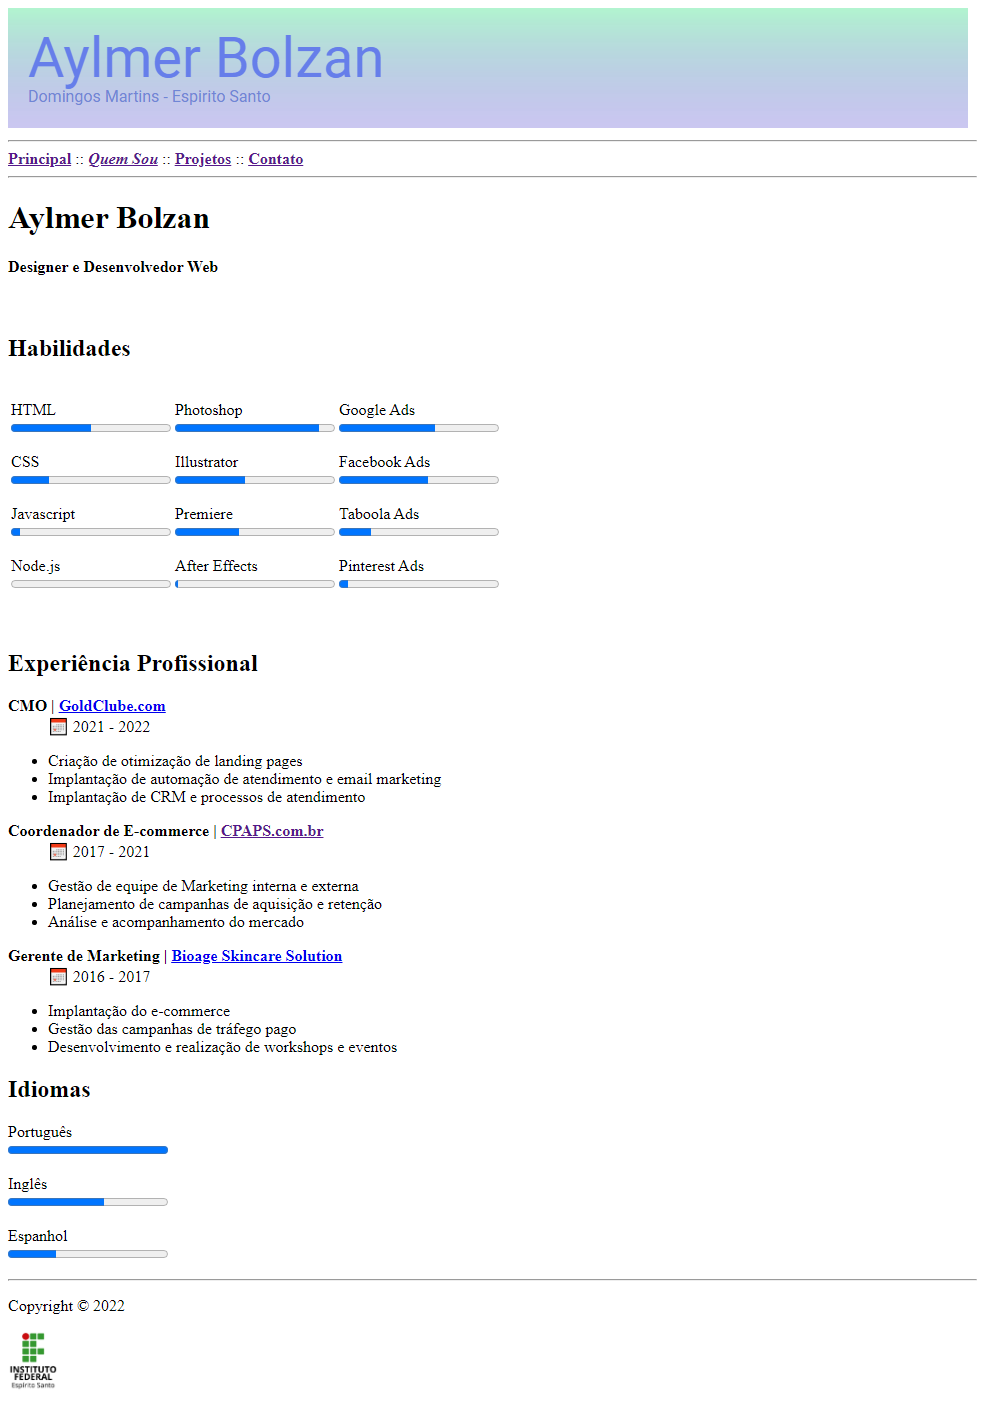 Aylmer Bolzan
Domingos Martins - Espirito Santo
Principal :: Quem Sou :: Projetos :: Contato
Aylmer Bolzan
Designer e Desenvolvedor Web
Habilidades
HTML Photoshop Google Ads
CSS Illustrator Facebook Ads
Javascript Premiere Taboola Ads
Node.js After Effects Pinterest Ads
Experiência Profissional
CMO | GoldClube.com
2021 - 2022
• Criação de otimização de landing pages
• Implantação de automação de atendimento e email marketing
• Implantação de CRM e processos de atendimento
Coordenador de E-commerce | CPAPS.com.br
2017 - 2021
• Gestão de equipe de Marketing interna e externa
• Planejamento de campanhas de aquisição e retenção
• Análise e acompanhamento do mercado
Gerente de Marketing | Bioage Skincare Solution
2016 - 2017
• Implantação do e-commerce
• Gestão das campanhas de tráfego pago
• Desenvolvimento e realização de workshops e eventos
Idiomas
Português
Inglês
Espanhol
Copyright © 2022
INSTITUTO
FEDERAL
Espírito Santo